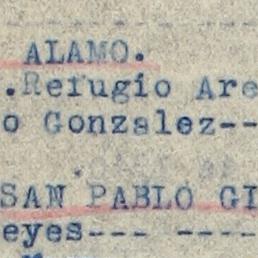 ALAMO.
.Refugio Are
o Gonzalez--
SAN PABLO GI
eyes--- ----